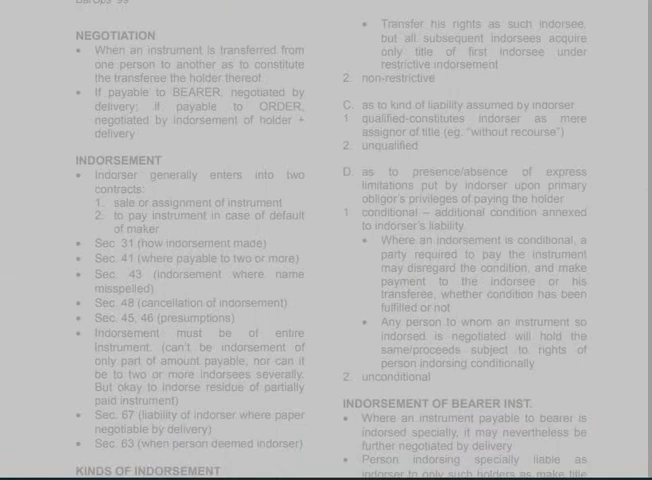 BarOps '99
NEGOTIATION
• When an instrument is transferred from
one person to another as to constitute
the transferee the holder thereof.
• If payable to BEARER, negotiated by
delivery; if payable to ORDER,
negotiated by indorsement of holder +
delivery
INDORSEMENT
• Indorser generally enters into two
contracts:
1. sale or assignment of instrument
2. to pay instrument in case of default
of maker
• Sec. 31 (how indorsement made)
• Sec. 41 (where payable to two or more)
• Sec. 43 (indorsement where name
misspelled)
• Sec. 48 (cancellation of indorsement)
• Sec. 45, 46 (presumptions)
• Indorsement must be of entire
instrument. (can't be indorsement of
only part of amount payable, nor can it
be to two or more indorsees severally.
But okay to indorse residue of partially
paid instrument)
• Sec. 67 (liability of indorser where paper
negotiable by delivery)
• Sec. 63 (when person deemed indorser)
KINDS OF INDORSEMENT
• Transfer his rights as such indorsee,
but all subsequent indorsees acquire
only title of first indorsee under
restrictive indorsement
2. non-restrictive
C. as to kind of liability assumed by indorser
1. qualified-constitutes indorser as mere
assignor of title (eg. "without recourse")
2. unqualified
D. as to presence/absence of express
limitations put by indorser upon primary
obligor's privileges of paying the holder
1. conditional – additional condition annexed
to indorser's liability.
• Where an indorsement is conditional, a
party required to pay the instrument
may disregard the condition, and make
payment to the indorsee or his
transferee, whether condition has been
fulfilled or not
• Any person to whom an instrument so
indorsed is negotiated will hold the
same/proceeds subject to rights of
person indorsing conditionally
2. unconditional
INDORSEMENT OF BEARER INST.
• Where an instrument payable to bearer is
indorsed specially, it may nevertheless be
further negotiated by delivery
• Person indorsing specially liable as
indorser to only such holders as make title